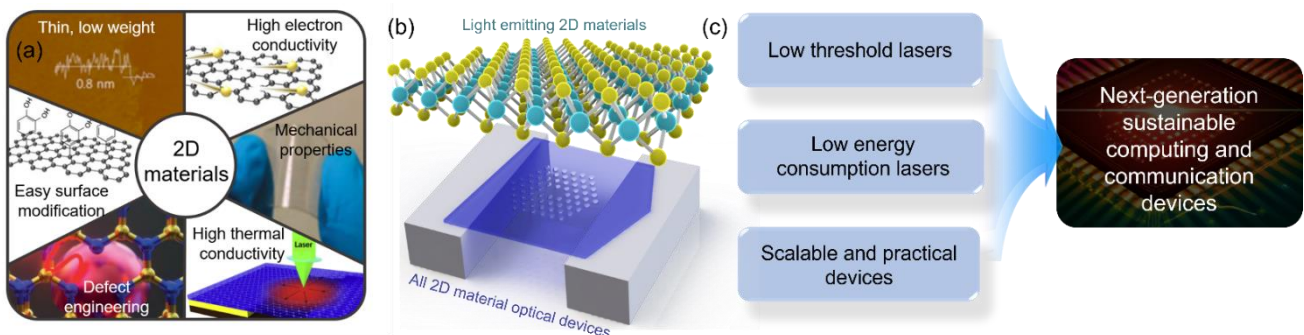 (a)
Thin, low weight
0.8 nm
High electron
conductivity
Mechanical
properties
High thermal
conductivity
Laser
Defect
engineering
Easy surface
modification
OH
OH
2D
materials
(b)
Light emitting 2D materials
All 2D material optical devices
(c)
Low threshold lasers
Low energy
consumption lasers
Scalable and practical
devices
Next-generation
sustainable
computing and
communication
devices